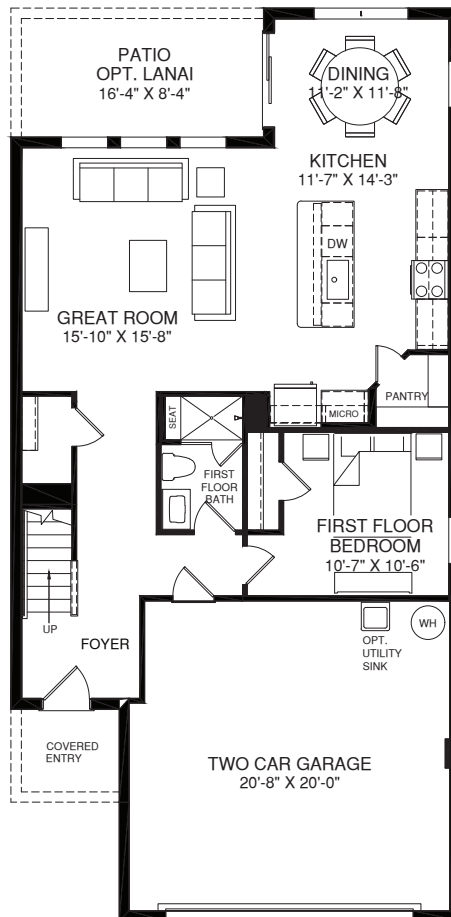 PATIO
OPT. LANAI
16'-4" X 8'-4"
DINING
11'-2" X 11'-8"
KITCHEN
11'-7" X 14'-3"
DW
GREAT ROOM
15'-10" X 15'-8"
PANTRY
MICRO
SEAT
FIRST
FLOOR
BATH
FIRST FLOOR
BEDROOM
10'-7" X 10'-6"
UP
FOYER
OPT.
UTILITY
SINK
WH
COVERED
ENTRY
TWO CAR GARAGE
20'-8" X 20'-0"